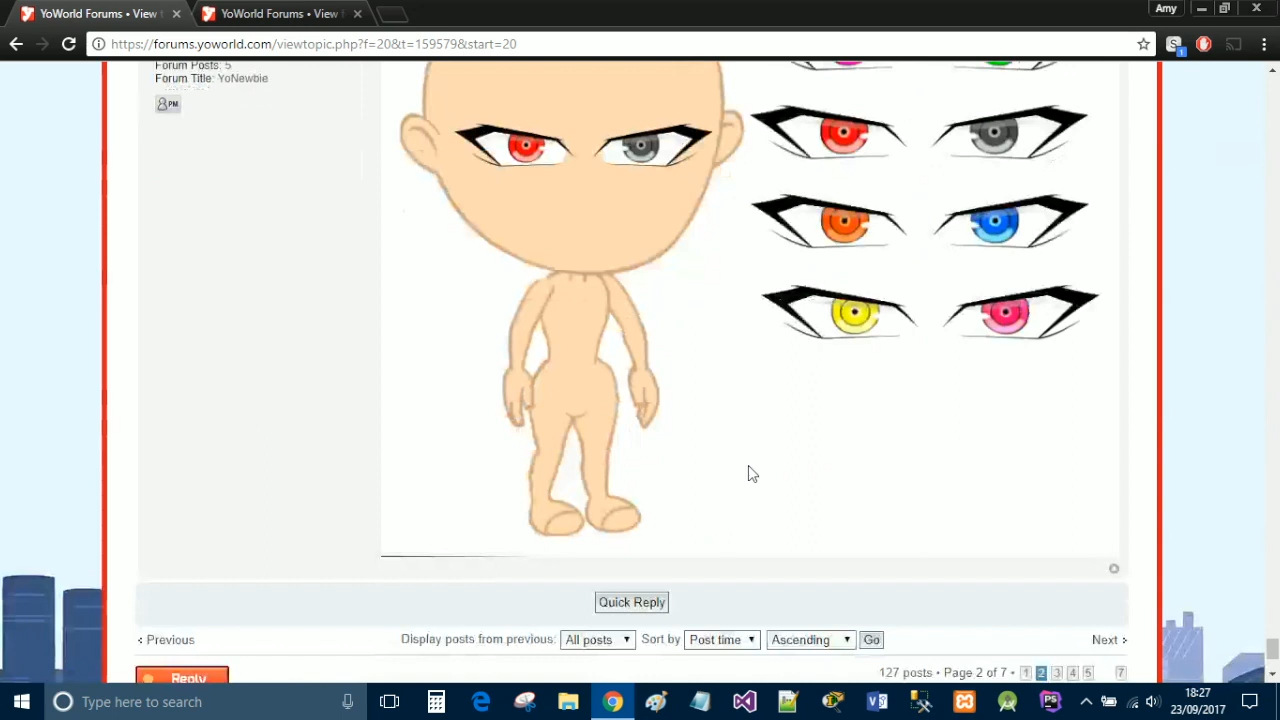 YoWorld Forums • View t
YoWorld Forums • View
Amy
https://forums.yoworld.com/viewtopic.php?f=20&t=159579&start=20
S
1
Forum Posts: 5
Forum Title: YoNewbie
PM
Quick Reply
Previous
Display posts from previous: All posts Sort by Post time Ascending Go
Next
Reply
127 posts • Page 2 of 7 • 1 2 3 4 5 7
Type here to search
PS
18:27
23/09/2017